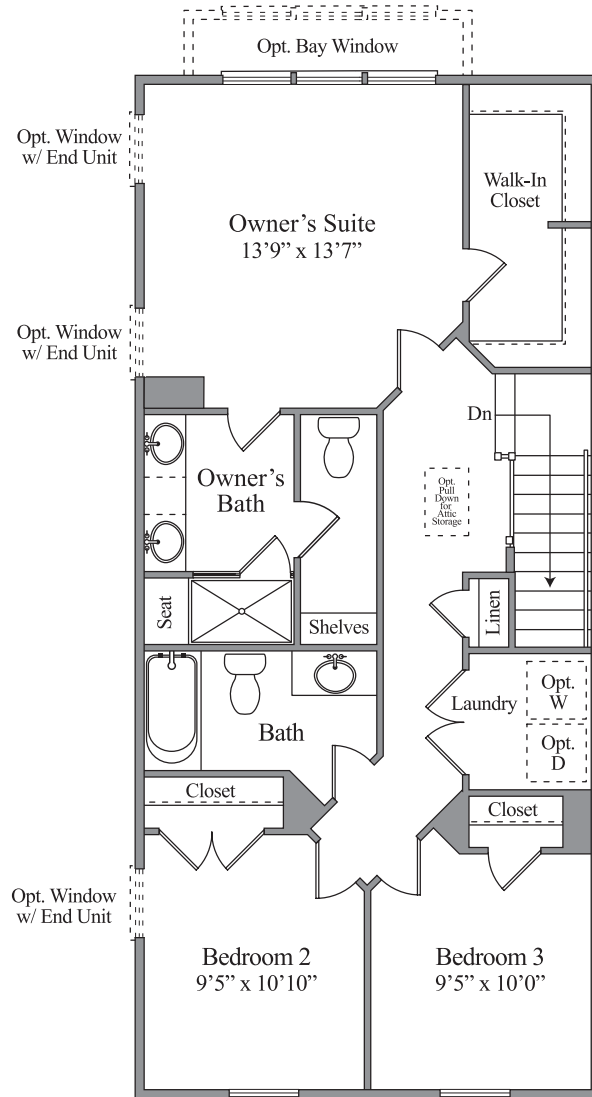 Opt. Bay Window
Opt. Window
w/ End Unit
Walk-In
Closet
Owner’s Suite
13’9” x 13’7”
Opt. Window
w/ End Unit
Dn
Owner’s
Bath
Opt.
Pull
Down
for
Attic
Storage
Seat
Shelves
Linen
Laundry
Opt.
W
Opt.
D
Bath
Closet
Closet
Opt. Window
w/ End Unit
Bedroom 2
9’5” x 10’10”
Bedroom 3
9’5” x 10’0”